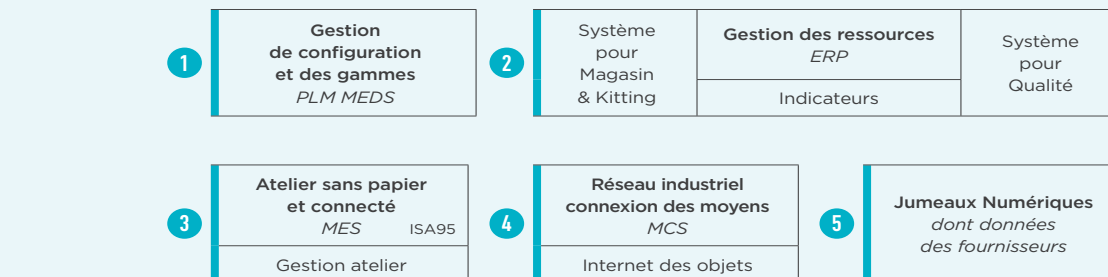 1
Gestion
de configuration
et des gammes
PLM MEDS
2
Système
pour
Magasin
& Kitting
Gestion des ressources
ERP
Indicateurs
Système
pour
Qualité
3
Atelier sans papier
et connecté
MES ISA95
Gestion atelier
4
Réseau industriel
connexion des moyens
MCS
Internet des objets
5
Jumeaux Numériques
dont données
des fournisseurs